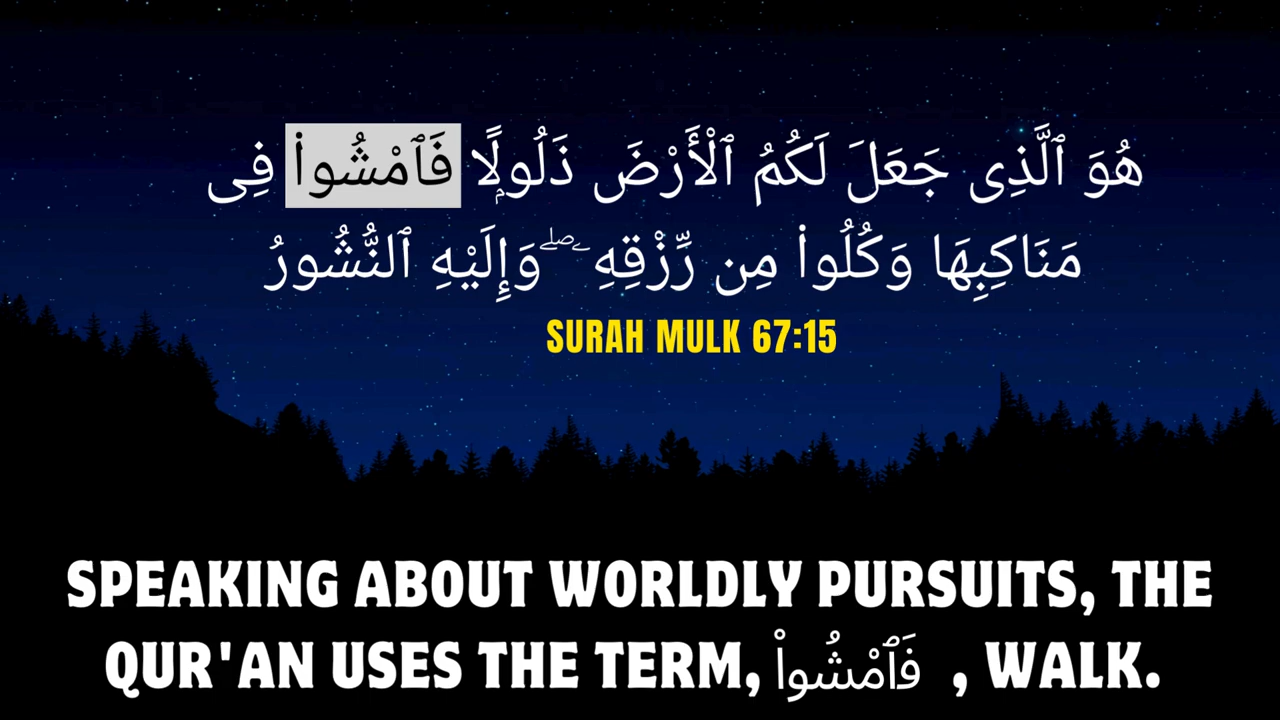 هُوَ ٱلَّذِى جَعَلَ لَكُمُ ٱلْأَرْضَ ذَلُولًۭا فَٱمْشُوا۟ فِى
مَنَاكِبِهَا وَكُلُوا۟ مِن رِّزْقِهِۦ ۖ وَإِلَيْهِ ٱلنُّشُورُ
SURAH MULK 67:15
SPEAKING ABOUT WORLDLY PURSUITS, THE
QUR'AN USES THE TERM, فَٱمْشُوا۟ , WALK.